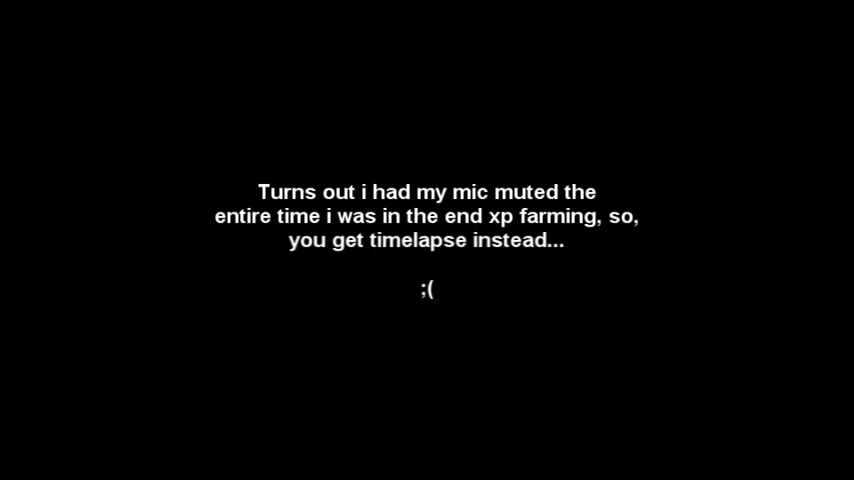 Turns out i had my mic muted the
entire time i was in the end xp farming, so,
you get timelapse instead...
;(